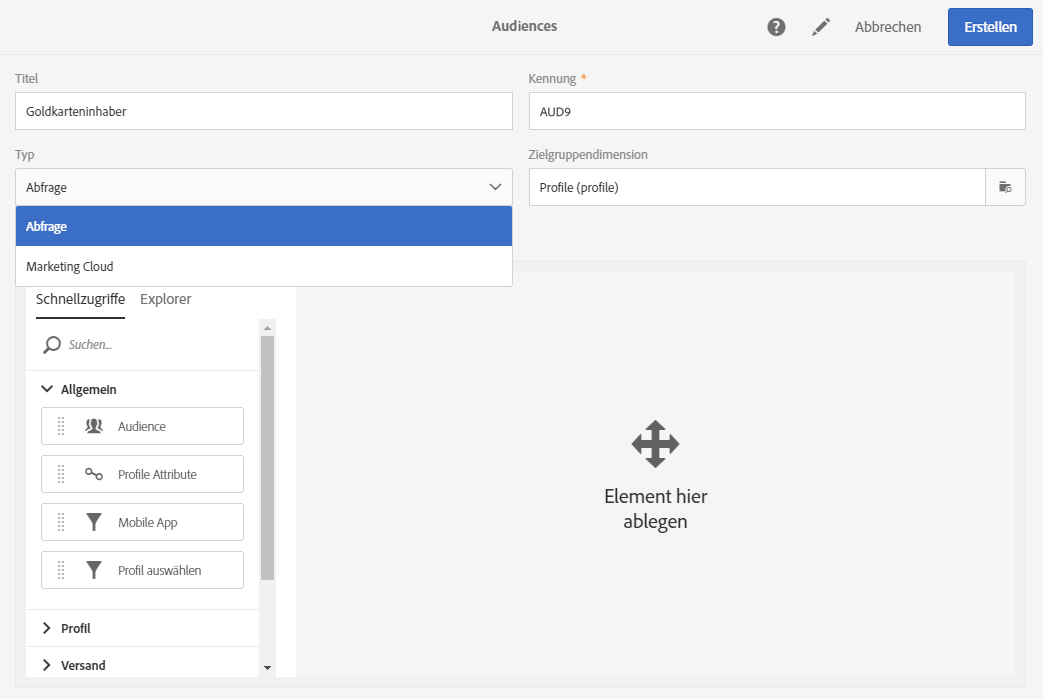 Audiences
?
Abbrechen
Erstellen
Titel
Kennung *
Goldkarteninhaber
AUD9
Typ
Zielgruppendimension
Abfrage
Profile (profile)
Abfrage
Marketing Cloud
Schnellzugriffe
Explorer
Suchen...
Allgemein
Audience
Profile Attribute
Mobile App
Profil auswählen
Profil
Versand
Element hier
ablegen